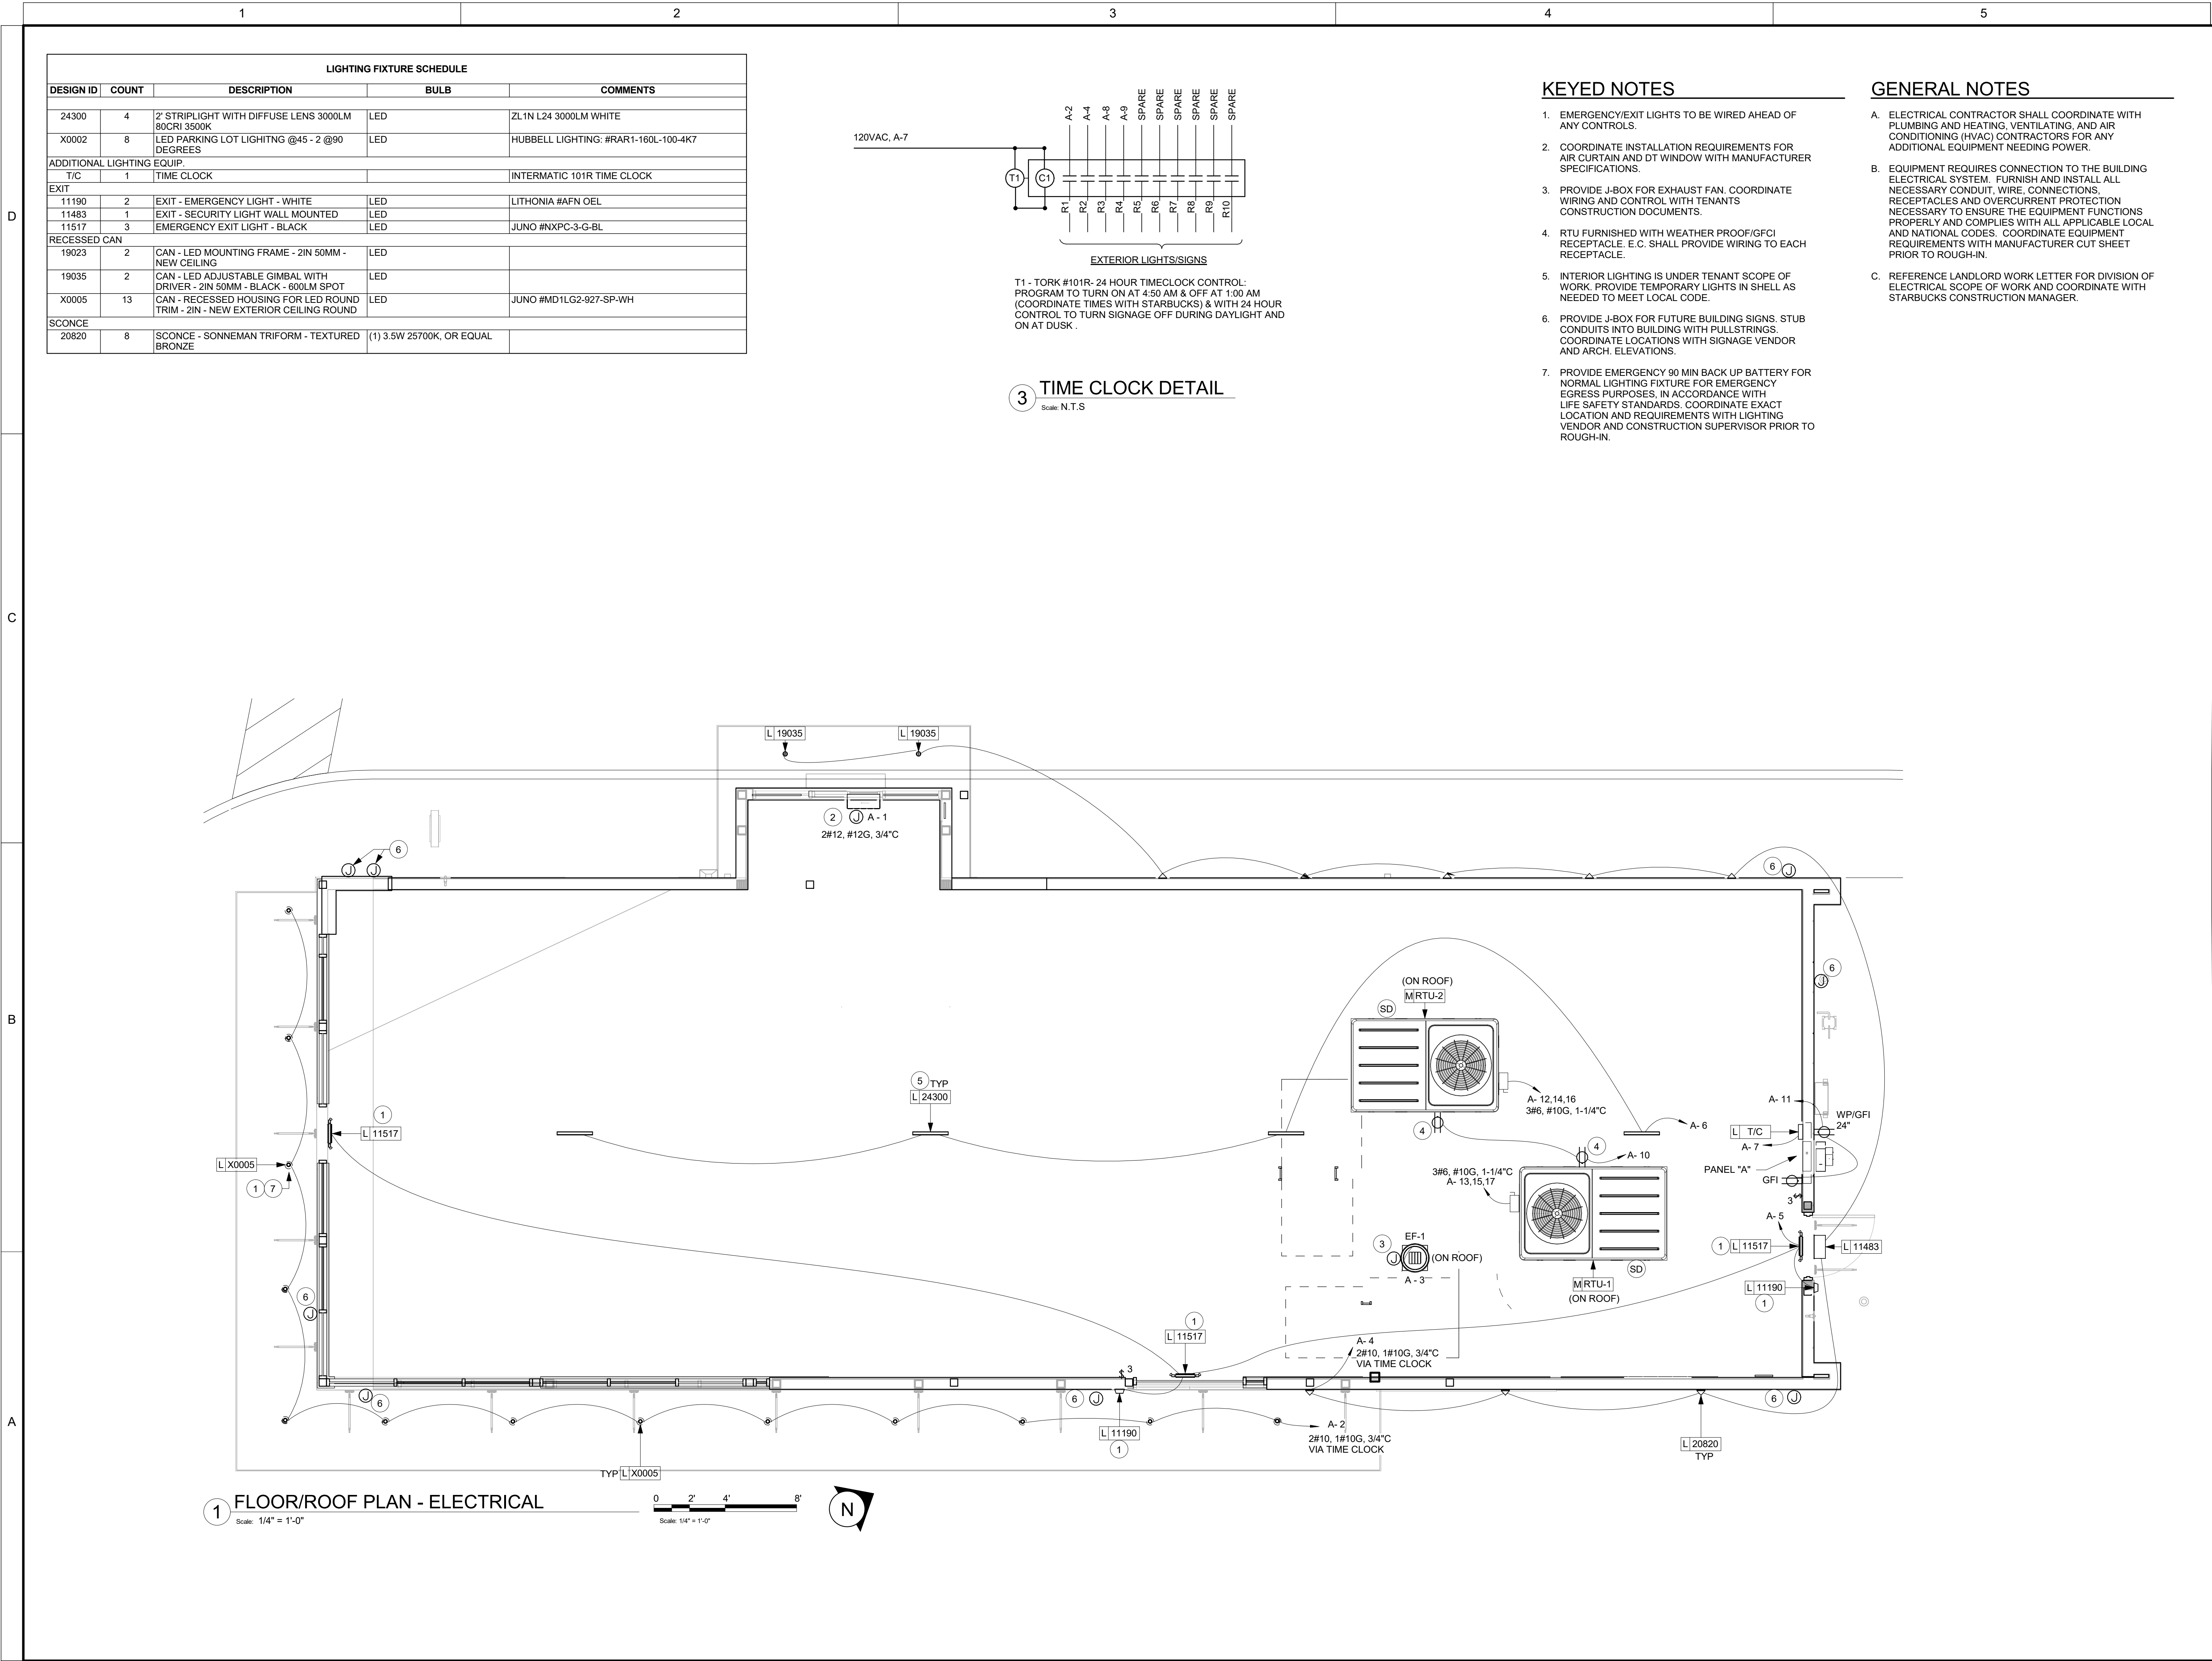 1
2
3
4
5
D
C
B
A
LIGHTING FIXTURE SCHEDULE
DESIGN ID COUNT DESCRIPTION BULB COMMENTS
24300 4 2' STRIPLIGHT WITH DIFFUSE LENS 3000LM LED ZL1N L24 3000LM WHITE
80CRI 3500K
X0002 8 LED PARKING LOT LIGHITNG @45 - 2 @90 LED HUBBELL LIGHTING: #RAR1-160L-100-4K7
DEGREES
ADDITIONAL LIGHTING EQUIP.
T/C 1 TIME CLOCK INTERMATIC 101R TIME CLOCK
EXIT
11190 2 EXIT - EMERGENCY LIGHT - WHITE LED LITHONIA #AFN OEL
11483 1 EXIT - SECURITY LIGHT WALL MOUNTED LED
11517 3 EMERGENCY EXIT LIGHT - BLACK LED JUNO #NXPC-3-G-BL
RECESSED CAN
19023 2 CAN - LED MOUNTING FRAME - 2IN 50MM - LED
NEW CEILING
19035 2 CAN - LED ADJUSTABLE GIMBAL WITH LED
DRIVER - 2IN 50MM - BLACK - 600LM SPOT
X0005 13 CAN - RECESSED HOUSING FOR LED ROUND LED JUNO #MD1LG2-927-SP-WH
TRIM - 2IN - NEW EXTERIOR CEILING ROUND
SCONCE
20820 8 SCONCE - SONNEMAN TRIFORM - TEXTURED (1) 3.5W 25700K, OR EQUAL
BRONZE
120VAC, A-7
A-2 A-4 A-8 A-9 SPARE SPARE SPARE SPARE SPARE SPARE
T1 C1
R1 R2 R3 R4 R5 R6 R7 R8 R9 R10
EXTERIOR LIGHTS/SIGNS
T1 - TORK #101R- 24 HOUR TIMECLOCK CONTROL:
PROGRAM TO TURN ON AT 4:50 AM & OFF AT 1:00 AM
(COORDINATE TIMES WITH STARBUCKS) & WITH 24 HOUR
CONTROL TO TURN SIGNAGE OFF DURING DAYLIGHT AND
ON AT DUSK .
3 TIME CLOCK DETAIL
Scale: N.T.S
KEYED NOTES
1. EMERGENCY/EXIT LIGHTS TO BE WIRED AHEAD OF
ANY CONTROLS.
2. COORDINATE INSTALLATION REQUIREMENTS FOR
AIR CURTAIN AND DT WINDOW WITH MANUFACTURER
SPECIFICATIONS.
3. PROVIDE J-BOX FOR EXHAUST FAN. COORDINATE
WIRING AND CONTROL WITH TENANTS
CONSTRUCTION DOCUMENTS.
4. RTU FURNISHED WITH WEATHER PROOF/GFCI
RECEPTACLE. E.C. SHALL PROVIDE WIRING TO EACH
RECEPTACLE.
5. INTERIOR LIGHTING IS UNDER TENANT SCOPE OF
WORK. PROVIDE TEMPORARY LIGHTS IN SHELL AS
NEEDED TO MEET LOCAL CODE.
6. PROVIDE J-BOX FOR FUTURE BUILDING SIGNS. STUB
CONDUITS INTO BUILDING WITH PULLSTRINGS.
COORDINATE LOCATIONS WITH SIGNAGE VENDOR
AND ARCH. ELEVATIONS.
7. PROVIDE EMERGENCY 90 MIN BACK UP BATTERY FOR
NORMAL LIGHTING FIXTURE FOR EMERGENCY
EGRESS PURPOSES, IN ACCORDANCE WITH
LIFE SAFETY STANDARDS. COORDINATE EXACT
LOCATION AND REQUIREMENTS WITH LIGHTING
VENDOR AND CONSTRUCTION SUPERVISOR PRIOR TO
ROUGH-IN.
GENERAL NOTES
A. ELECTRICAL CONTRACTOR SHALL COORDINATE WITH
PLUMBING AND HEATING, VENTILATING, AND AIR
CONDITIONING (HVAC) CONTRACTORS FOR ANY
ADDITIONAL EQUIPMENT NEEDING POWER.
B. EQUIPMENT REQUIRES CONNECTION TO THE BUILDING
ELECTRICAL SYSTEM. FURNISH AND INSTALL ALL
NECESSARY CONDUIT, WIRE, CONNECTIONS,
RECEPTACLES AND OVERCURRENT PROTECTION
NECESSARY TO ENSURE THE EQUIPMENT FUNCTIONS
PROPERLY AND COMPLIES WITH ALL APPLICABLE LOCAL
AND NATIONAL CODES. COORDINATE EQUIPMENT
REQUIREMENTS WITH MANUFACTURER CUT SHEET
PRIOR TO ROUGH-IN.
C. REFERENCE LANDLORD WORK LETTER FOR DIVISION OF
ELECTRICAL SCOPE OF WORK AND COORDINATE WITH
STARBUCKS CONSTRUCTION MANAGER.
L 19035
L 19035
2 J A - 1
2#12, #12G, 3/4"C
6
J J
6 J
6
J
(ON ROOF)
M RTU-2
SD
5 TYP
L 24300
1
L 11517
L X0005
1 7
A- 12,14,16
3#6, #10G, 1-1/4"C
4
4
A- 10
A- 6
3#6, #10G, 1-1/4"C
A- 13,15,17
A- 11
WP/GFI
24"
L T/C
A- 7
PANEL "A"
GFI
3
A- 5
1 L 11517
L 11483
L 11190
1
EF-1
3
J (ON ROOF)
A - 3
SD
M RTU-1
(ON ROOF)
6
J
1
L 11517
A- 4
2#10, 1#10G, 3/4"C
VIA TIME CLOCK
3
J
6
6 J
6 J
L 11190
1
A- 2
2#10, 1#10G, 3/4"C
VIA TIME CLOCK
L 20820
TYP
TYP L X0005
1 FLOOR/ROOF PLAN - ELECTRICAL
Scale: 1/4" = 1'-0"
0 2' 4' 8'
Scale: 1/4" = 1'-0"
N